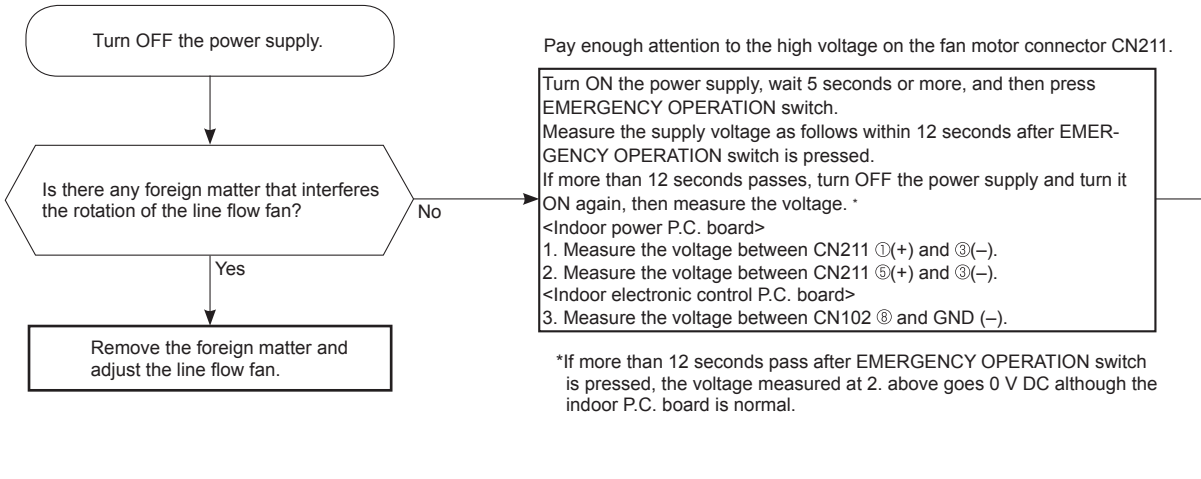 Turn OFF the power supply.
Is there any foreign matter that interferes
the rotation of the line flow fan?
No
Yes
Remove the foreign matter and
adjust the line flow fan.
Pay enough attention to the high voltage on the fan motor connector CN211.
Turn ON the power supply, wait 5 seconds or more, and then press
EMERGENCY OPERATION switch.
Measure the supply voltage as follows within 12 seconds after EMER-
GENCY OPERATION switch is pressed.
If more than 12 seconds passes, turn OFF the power supply and turn it
ON again, then measure the voltage. *
<Indoor power P.C. board>
1. Measure the voltage between CN211 ①(+) and ③(–).
2. Measure the voltage between CN211 ⑤(+) and ③(–).
<Indoor electronic control P.C. board>
3. Measure the voltage between CN102 ⑧ and GND (–).
*If more than 12 seconds pass after EMERGENCY OPERATION switch
is pressed, the voltage measured at 2. above goes 0 V DC although the
indoor P.C. board is normal.